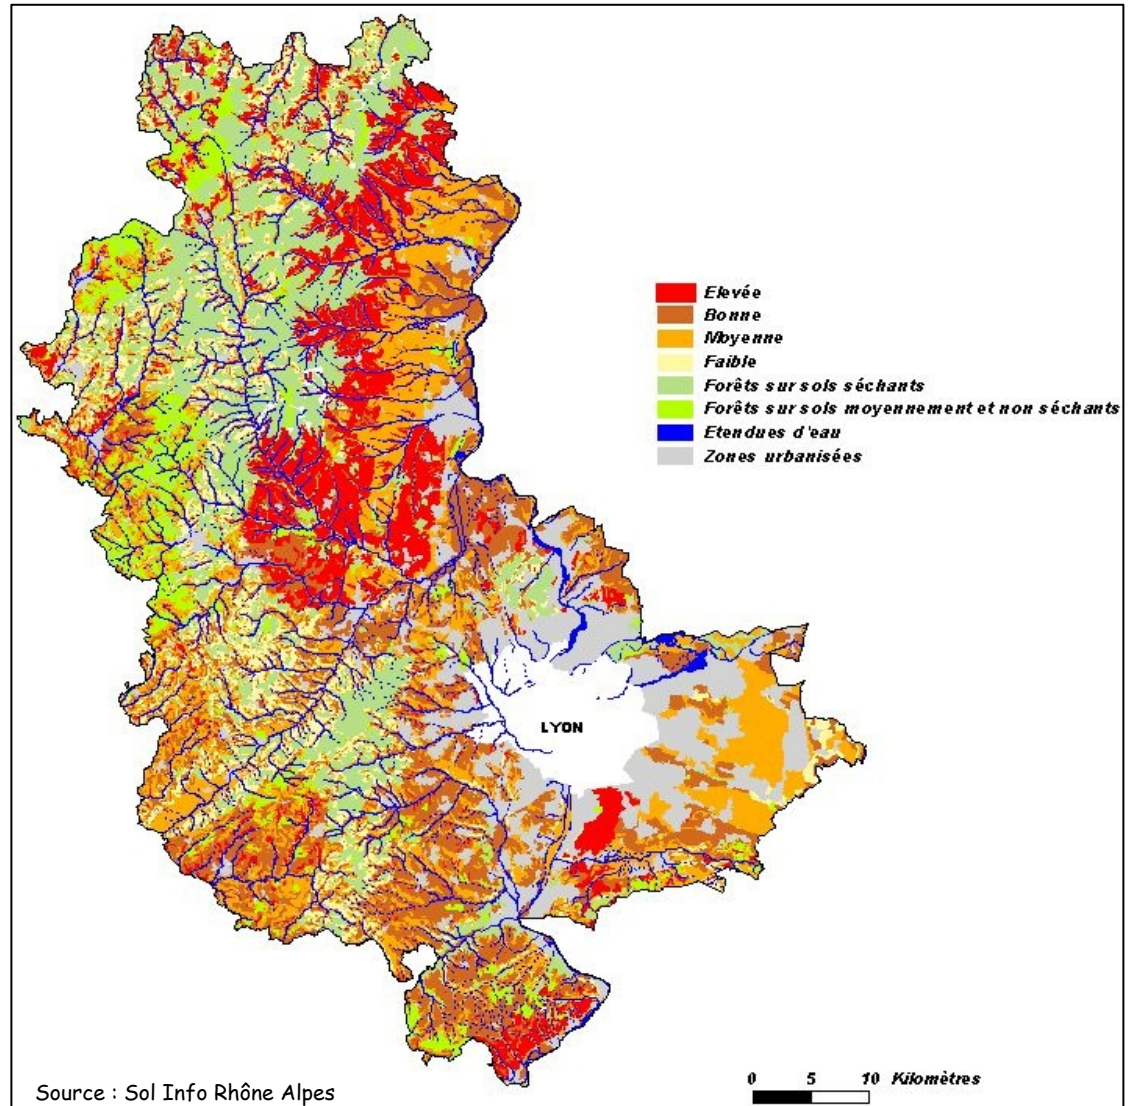 Elevée
Bonne
Moyenne
Faible
Forêts sur sols séchants
Forêts sur sols moyennement et non séchants
Etendues d'eau
Zones urbanisées
LYON
0 5 10 Kilomètres
Source : Sol Info Rhône Alpes